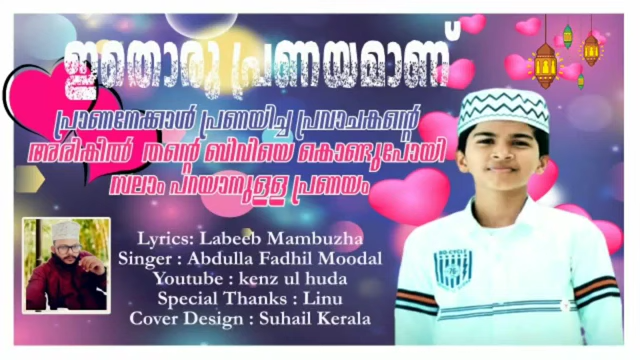 ഇതൊരു പ്രണയമാണ്
പ്രാണനേക്കാൾ പ്രണയിച്ച പ്രവാചകന്റെ
അരികിൽ തന്റെ ബീവിയെ കൊണ്ടുപോയി
സലാം പറയാനുള്ള പ്രണയം
Lyrics: Labeeb Mambuzha
Singer : Abdulla Fadhil Moodal
Youtube : kenz ul huda
Special Thanks : Linu
Cover Design : Suhail Kerala